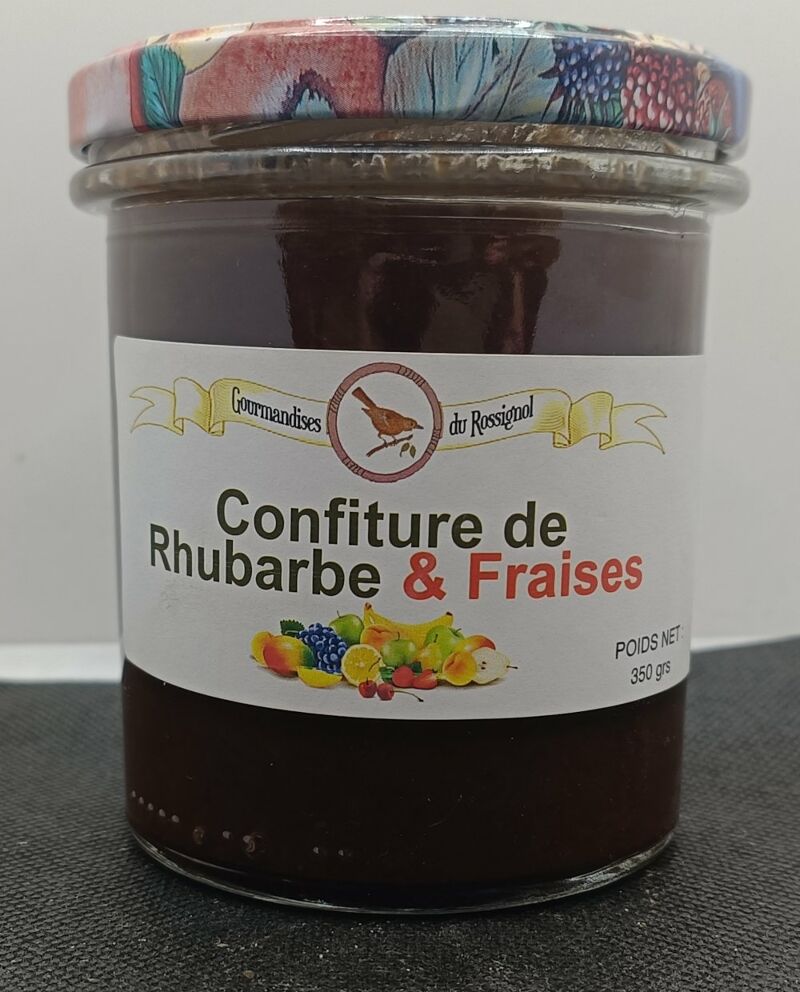 Gourmandises du Rossignol
Confiture de
Rhubarbe & Fraises
POIDS NET :
350 grs